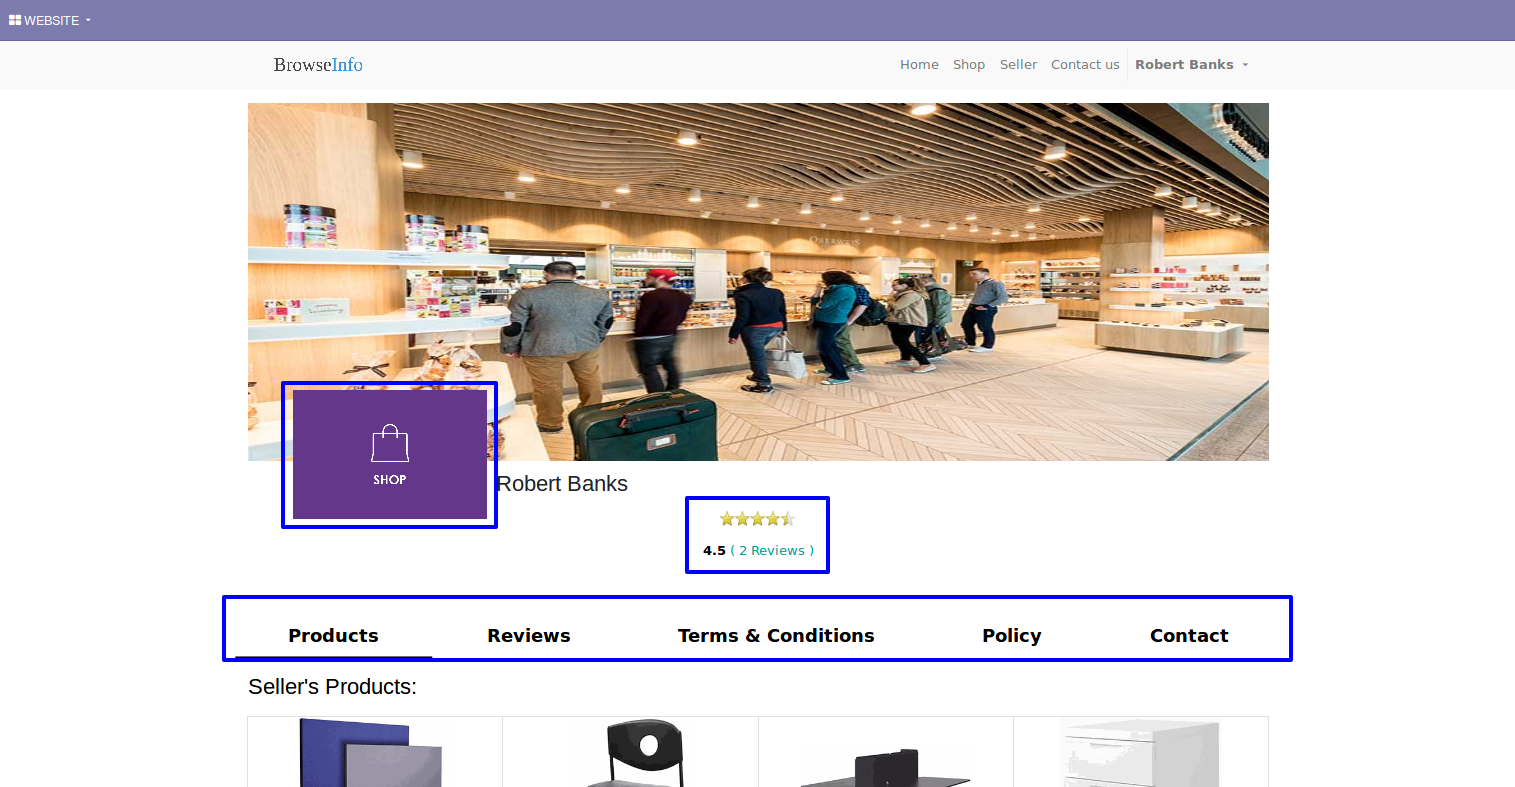 WEBSITE
BrowseInfo
Home Shop Seller Contact us Robert Banks
OBERWEIS
SHOP
Robert Banks
4.5 ( 2 Reviews )
Products Reviews Terms & Conditions Policy Contact
Seller's Products: